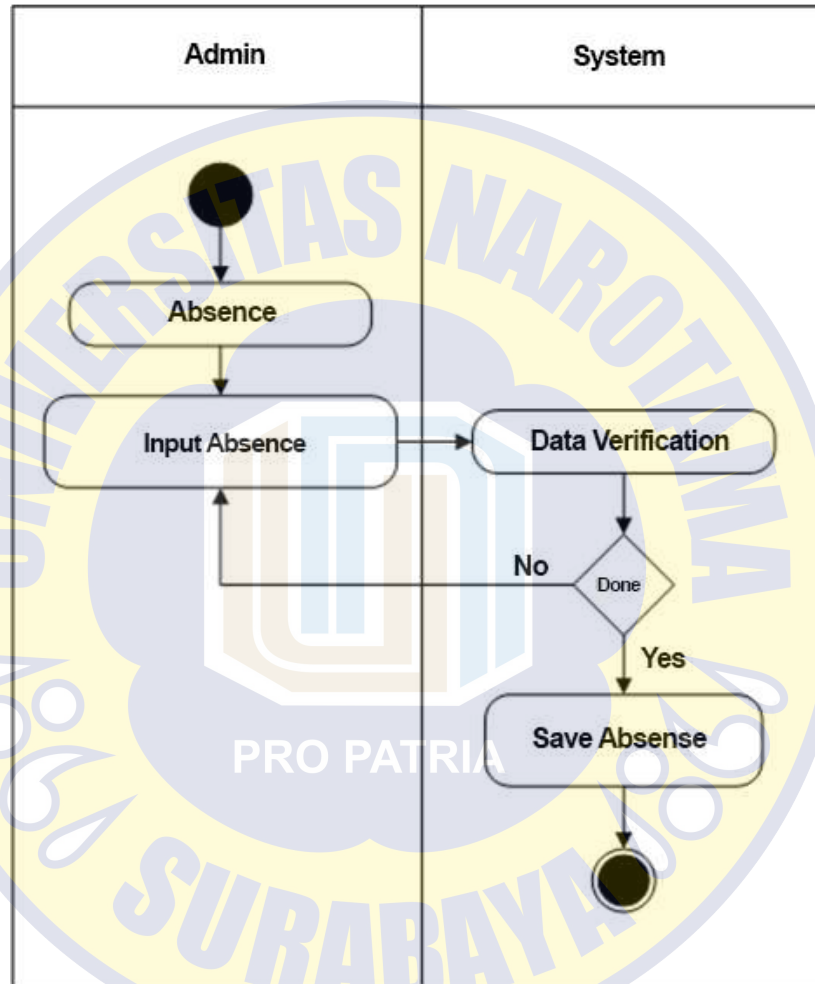 Admin
System
UNIVERSITAS NAROTAMA
Absence
Input Absence
Data Verification
No
Done
Yes
Save Absense
PRO PATRIA
SURABAYA